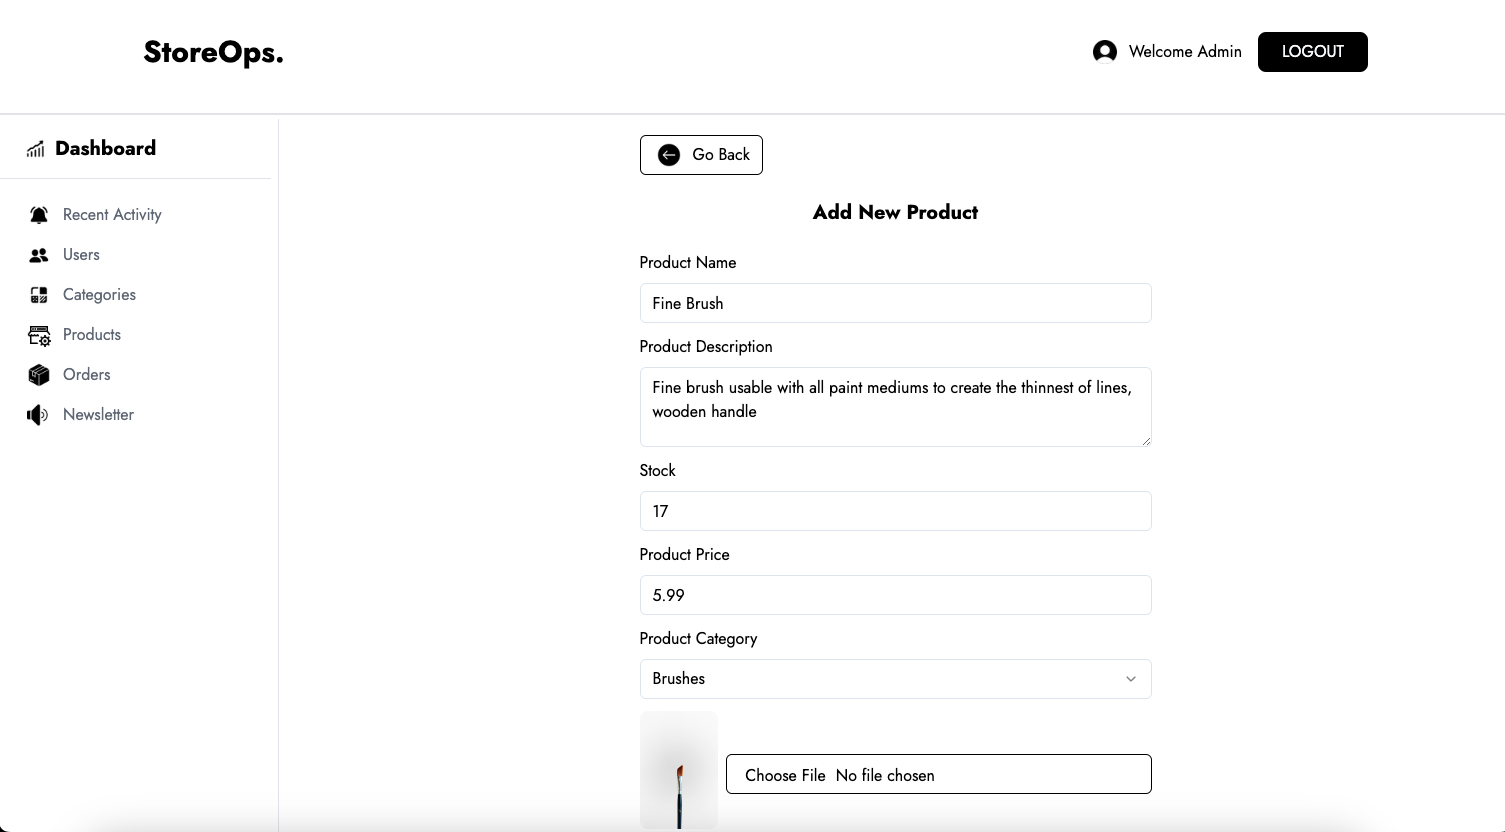 StoreOps.
Welcome Admin
LOGOUT
Dashboard
Recent Activity
Users
Categories
Products
Orders
Newsletter
Go Back
Add New Product
Product Name
Fine Brush
Product Description
Fine brush usable with all paint mediums to create the thinnest of lines,
wooden handle
Stock
17
Product Price
5.99
Product Category
Brushes
Choose File No file chosen